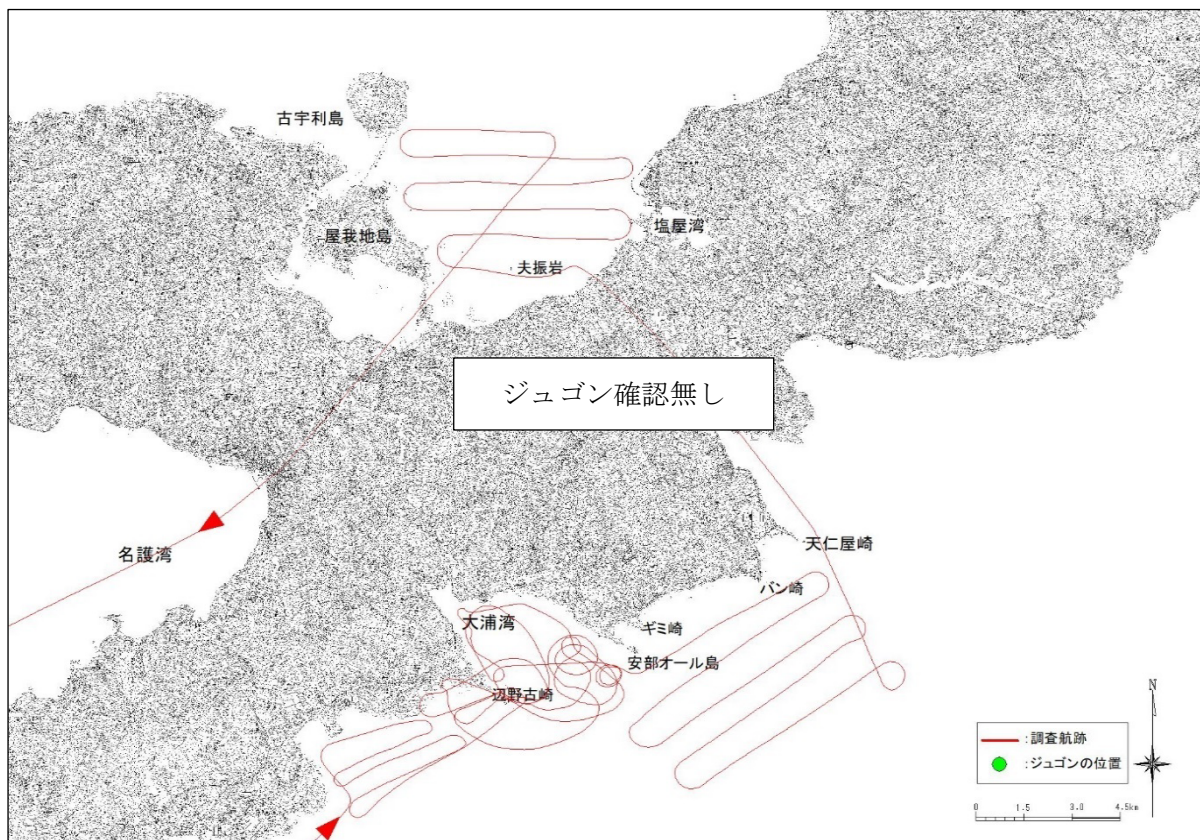 古宇利島
屋我地島
塩屋湾
夫振岩
ジュゴン確認無し
名護湾
天仁屋崎
バン崎
大浦湾
ギミ崎
安部オール島
辺野古崎
N
:調査航跡
:ジュゴンの位置
0 1.5 3.0 4.5km